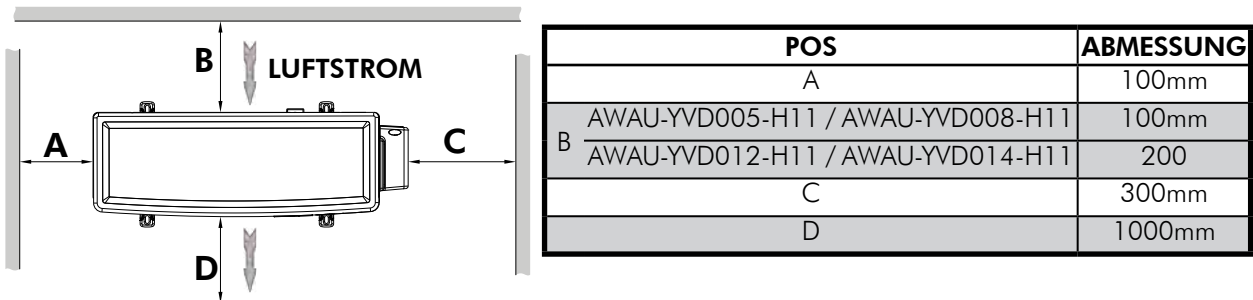 B
LUFTSTROM
A
C
D
POS ABMESSUNG
A 100mm
B
AWAU-YVD005-H11 / AWAU-YVD008-H11 100mm
AWAU-YVD012-H11 / AWAU-YVD014-H11 200
C 300mm
D 1000mm